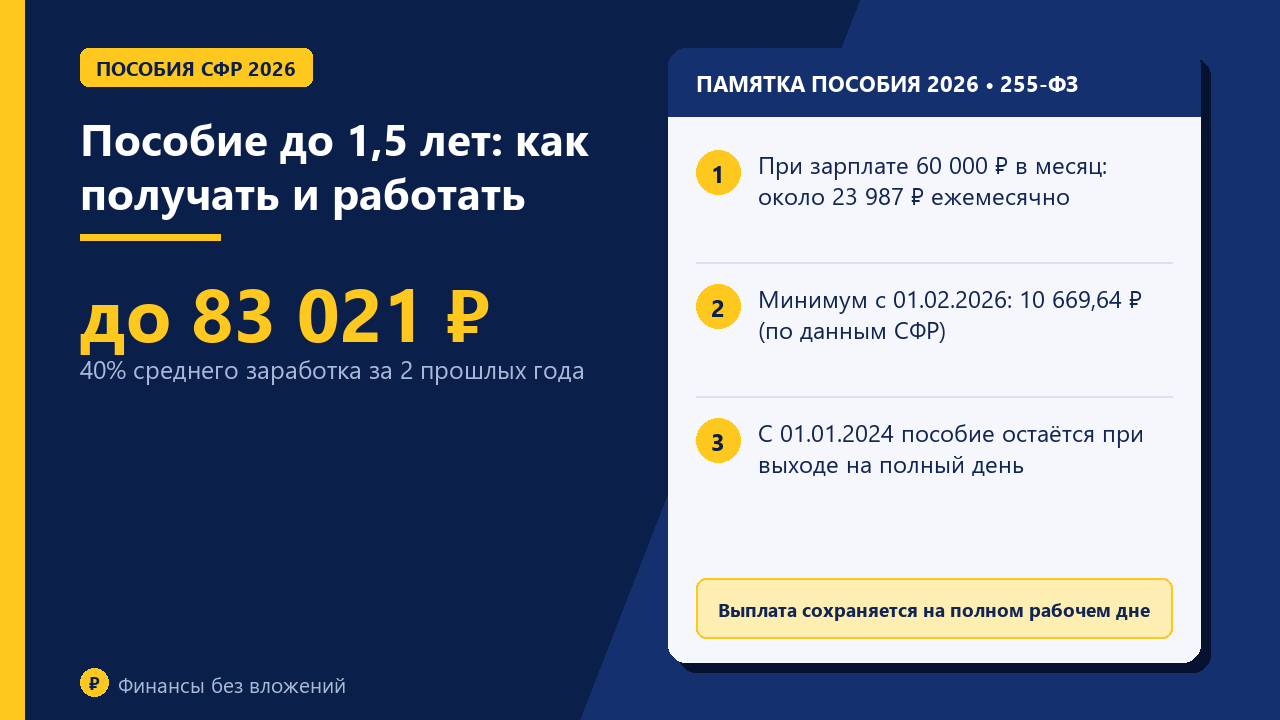 ПОСОБИЯ СФР 2026
Пособие до 1,5 лет: как
получать и работать
до 83 021 ₽
40% среднего заработка за 2 прошлых года
₽ Финансы без вложений
ПАМЯТКА ПОСОБИЯ 2026 • 255-ФЗ
1 При зарплате 60 000 ₽ в месяц:
около 23 987 ₽ ежемесячно
2 Минимум с 01.02.2026: 10 669,64 ₽
(по данным СФР)
3 С 01.01.2024 пособие остаётся при
выходе на полный день
Выплата сохраняется на полном рабочем дне